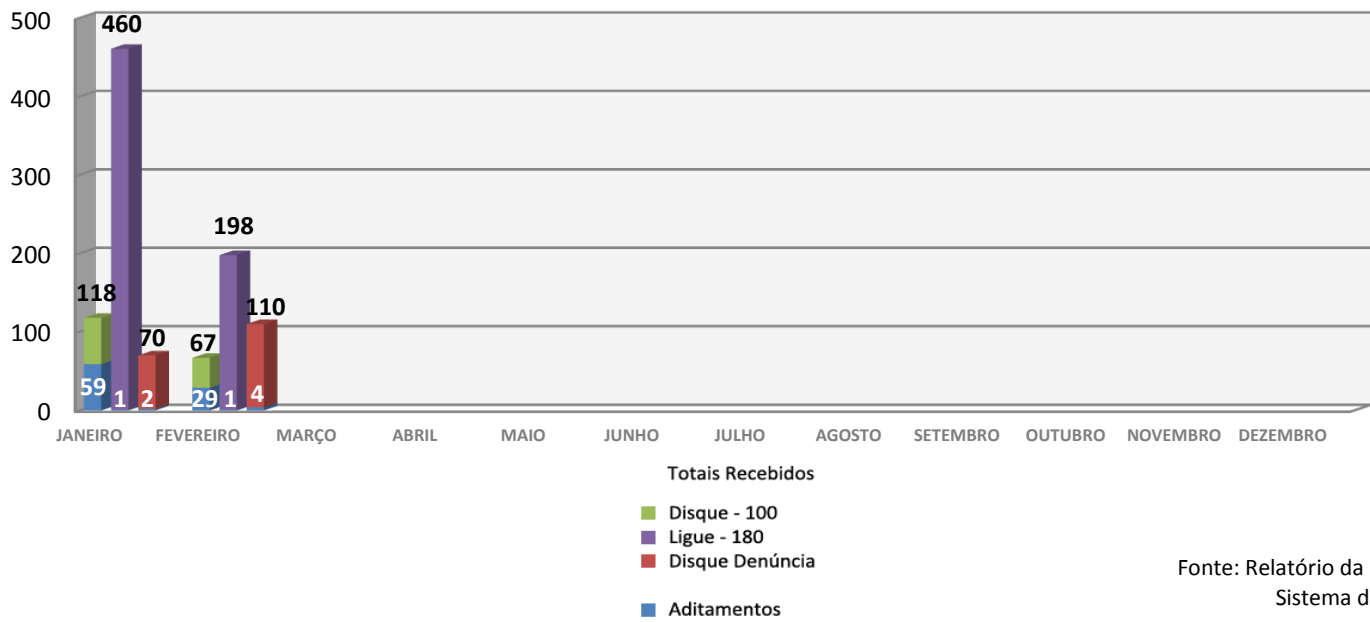 500
460
400
300
200
198
118
110
100
70
67
59
1
2
29
1
4
0
JANEIRO FEVEREIRO MARÇO ABRIL MAIO JUNHO JULHO AGOSTO SETEMBRO OUTUBRO NOVEMBRO DEZEMBRO
Totais Recebidos
Disque - 100
Ligue - 180
Disque Denúncia
Aditamentos
Fonte: Relatório da
Sistema d